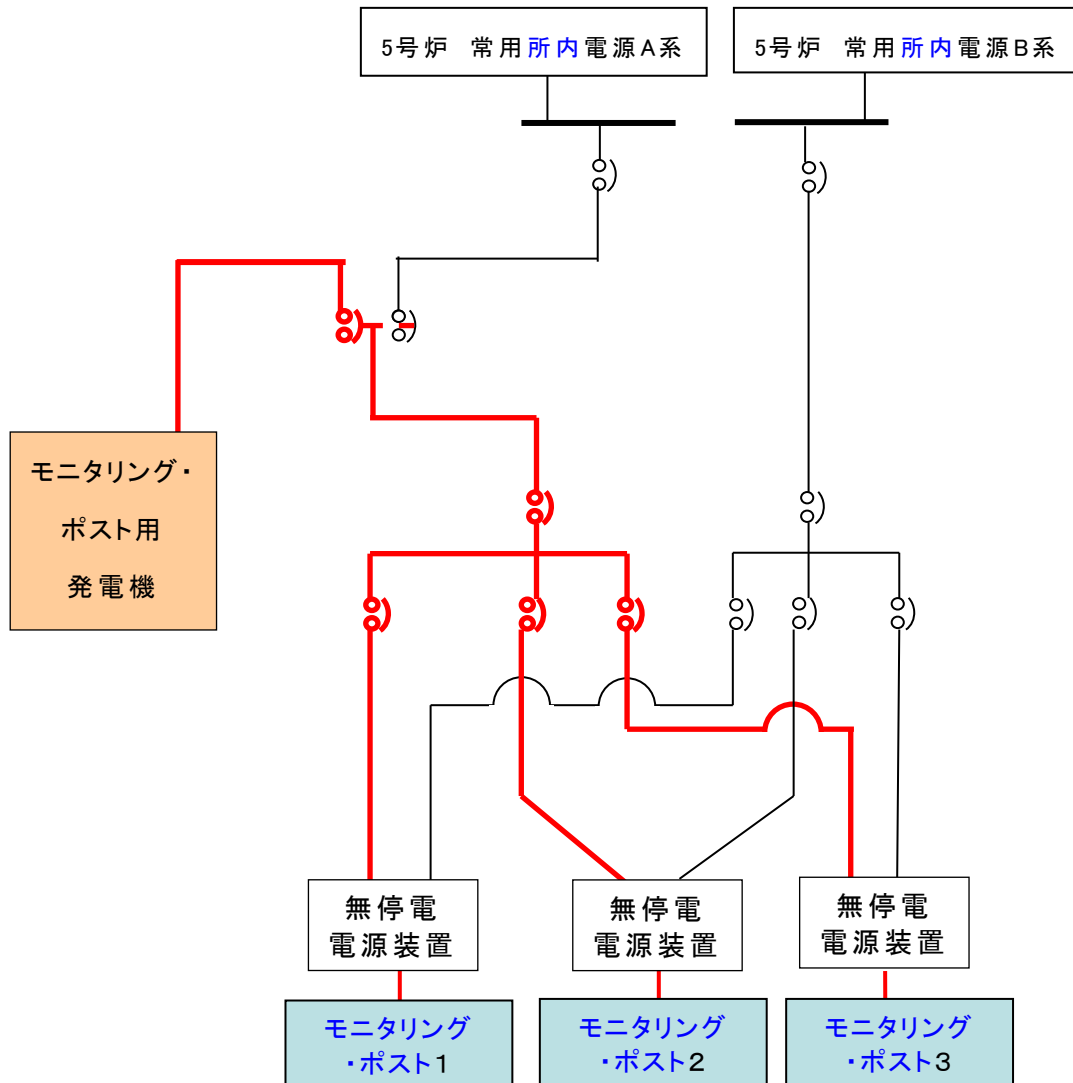 5号炉　常用所内電源A系
5号炉　常用所内電源B系
モニタリング・
ポスト用
発電機
無停電
電源装置
無停電
電源装置
無停電
電源装置
モニタリング
・ポスト1
モニタリング
・ポスト2
モニタリング
・ポスト3